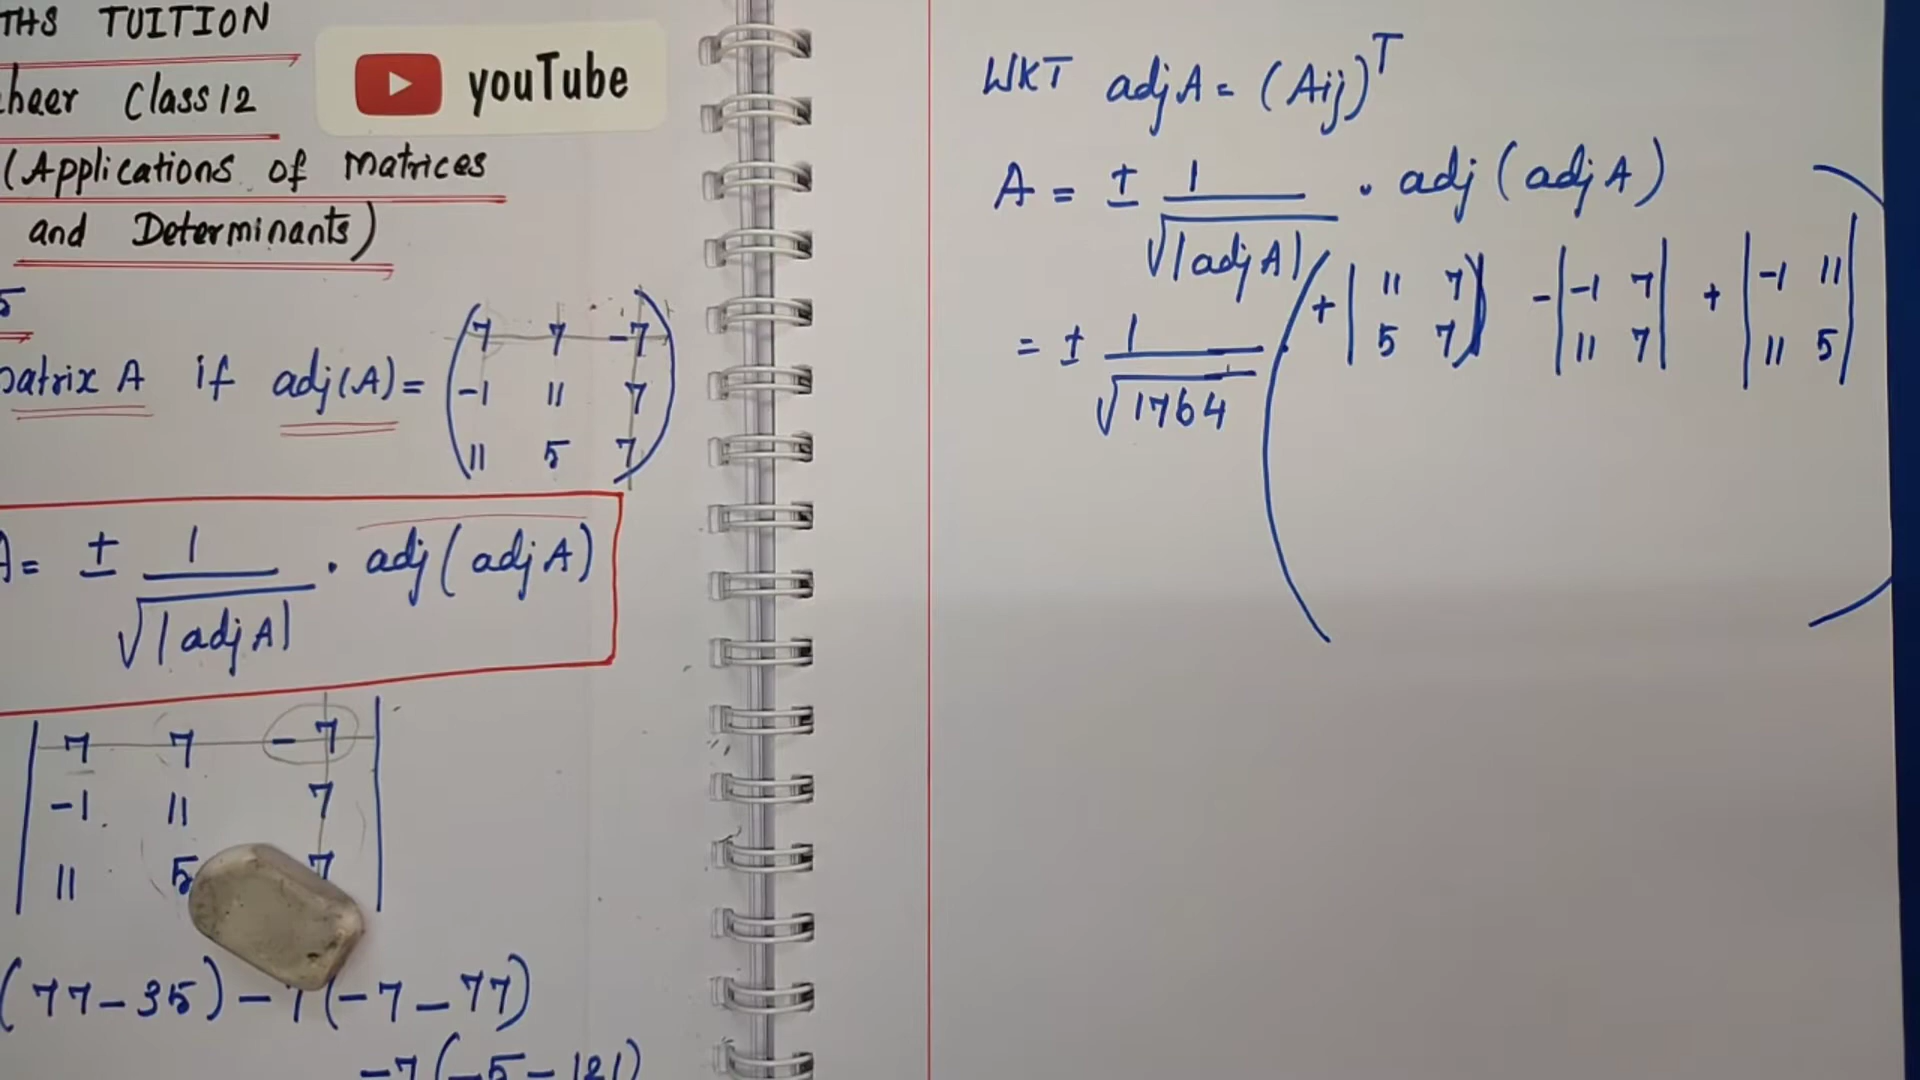 THS TUITION
cheer Class 12
youTube
(Applications of Matrices
and Determinants)
5
matrix A if adj(A) =
7 7 -7
-1 11 7
11 5 7
A = ± 1/√|adj A| . adj (adj A)
7 7 -7
-1 11 7
11 5 7
(77-35) -7 (-7-77)
-7(-5-121)
WKT adj A = (Aij)^T
A = ± 1/√|adj A| . adj (adj A)
= ± 1/√1764 . ( + |11 7| - |-1 7| + |-1 11|
|5 7| |11 7| |11 5|